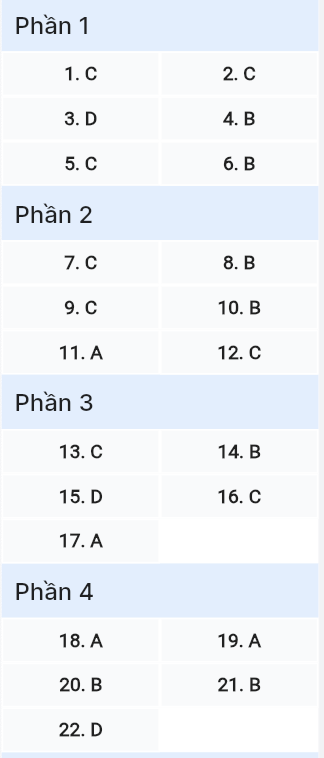 Phần 1
1. C 2. C
3. D 4. B
5. C 6. B
Phần 2
7. C 8. B
9. C 10. B
11. A 12. C
Phần 3
13. C 14. B
15. D 16. C
17. A
Phần 4
18. A 19. A
20. B 21. B
22. D